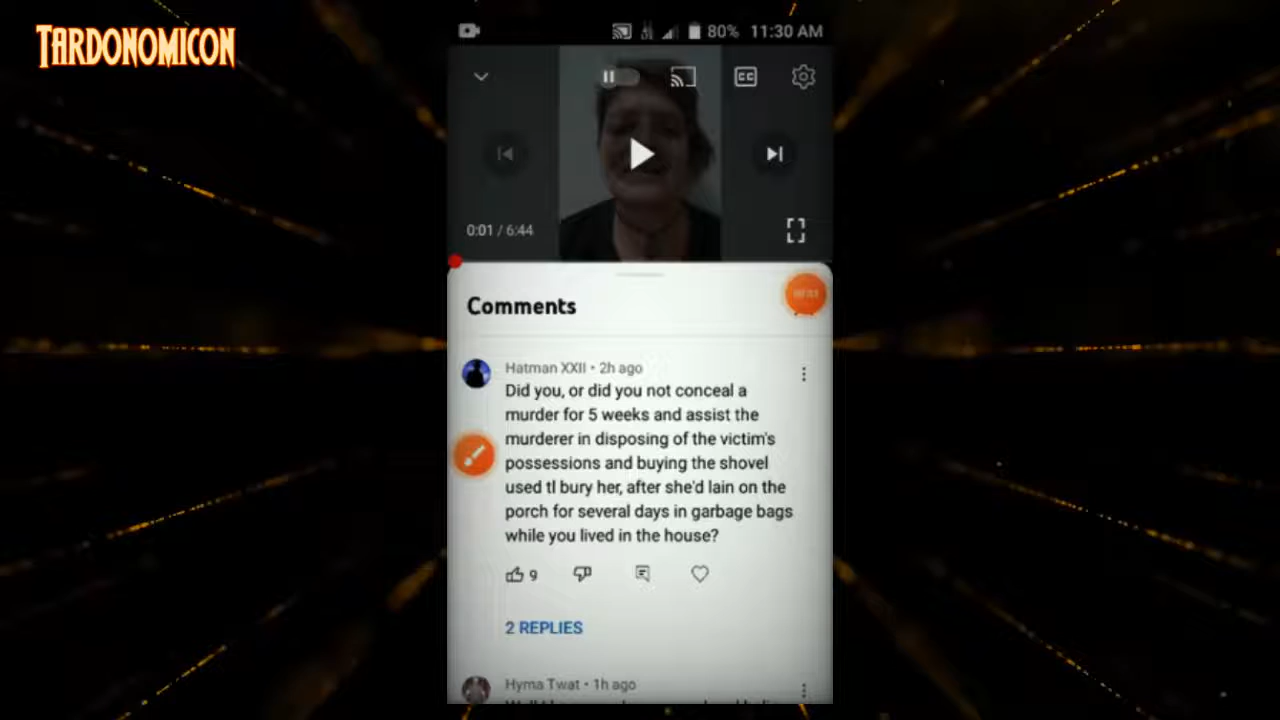 TARDONOMICON
80% 11:30 AM
CC
0:01 / 6:44
Comments
Hatman XXII • 2h ago
Did you, or did you not conceal a
murder for 5 weeks and assist the
murderer in disposing of the victim's
possessions and buying the shovel
used tl bury her, after she'd lain on the
porch for several days in garbage bags
while you lived in the house?
9
2 REPLIES
Hyma Twat • 1h ago